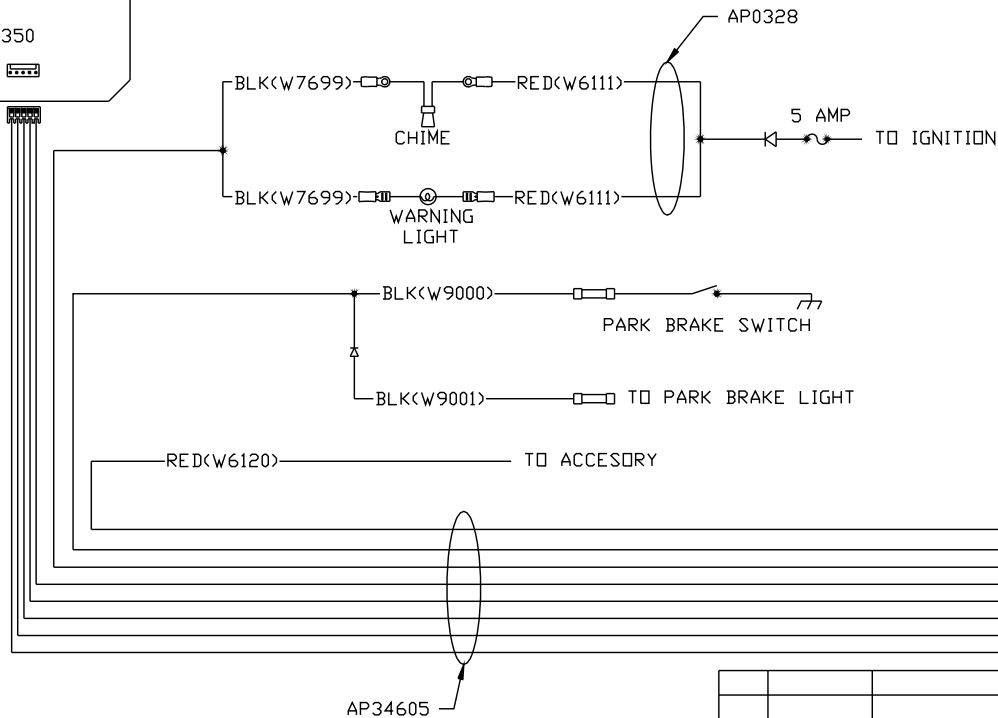 AP0328
350
BLK(W7699)
RED(W6111)
5 AMP
CHIME
TO IGNITION
BLK(W7699)
RED(W6111)
WARNING
LIGHT
BLK(W9000)
PARK BRAKE SWITCH
BLK(W9001)
TO PARK BRAKE LIGHT
RED(W6120)
TO ACCESORY
AP34605